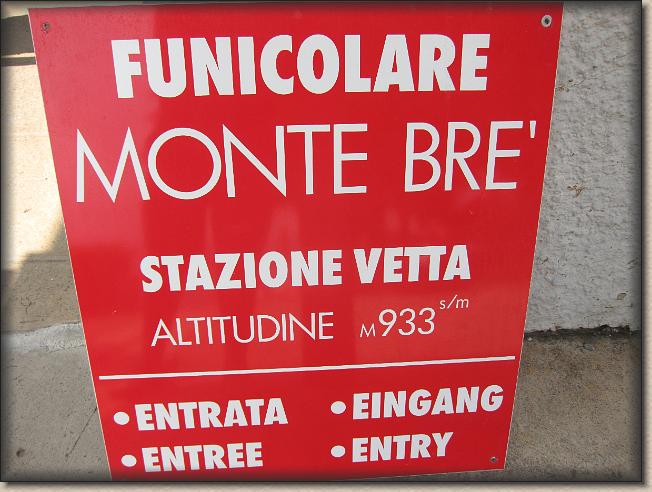 FUNICOLARE
MONTE BRE'
STAZIONE VETTA
ALTITUDINE M933 s/m
• ENTRATA • EINGANG
• ENTREE • ENTRY